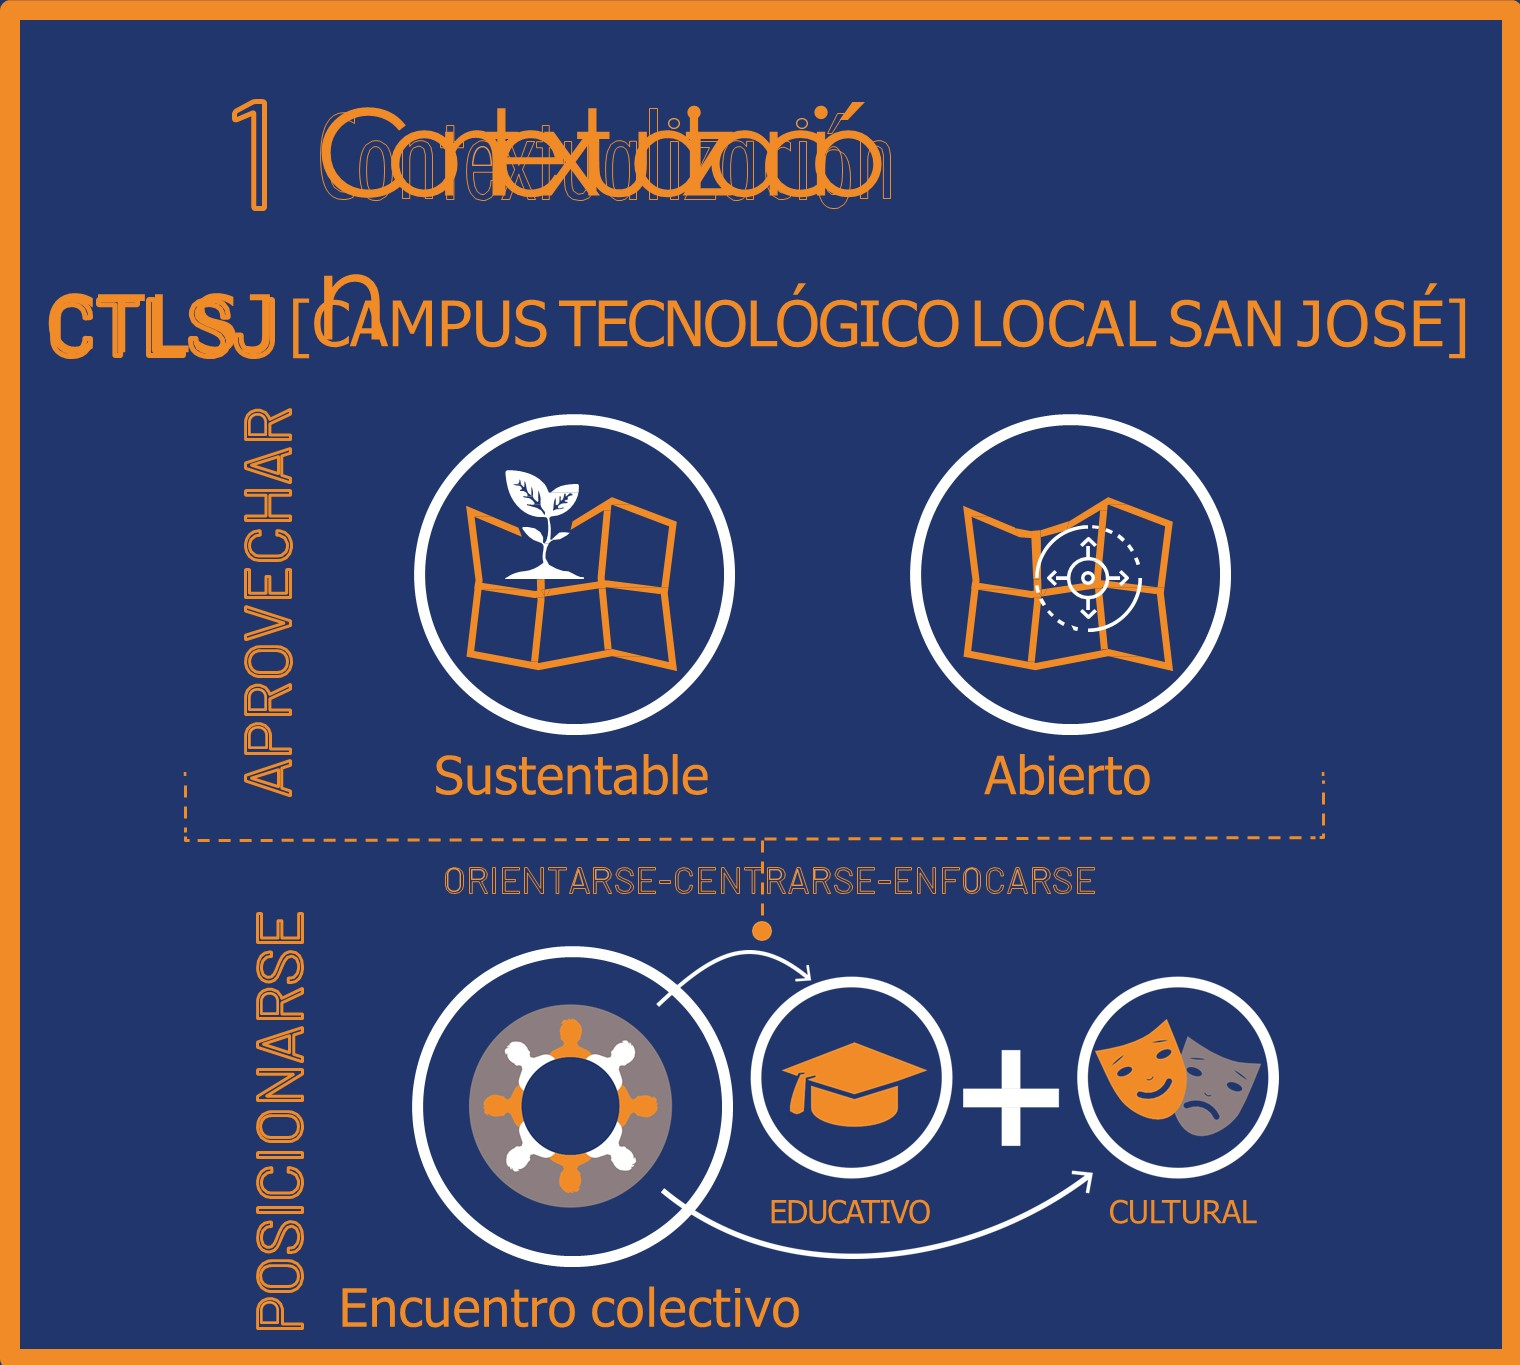 1 Contextualización
CTLSJ [CAMPUS TECNOLÓGICO LOCAL SAN JOSÉ]
APROVECHAR
Sustentable
Abierto
ORIENTARSE-CENTRARSE-ENFOCARSE
POSICIONARSE
EDUCATIVO
CULTURAL
Encuentro colectivo